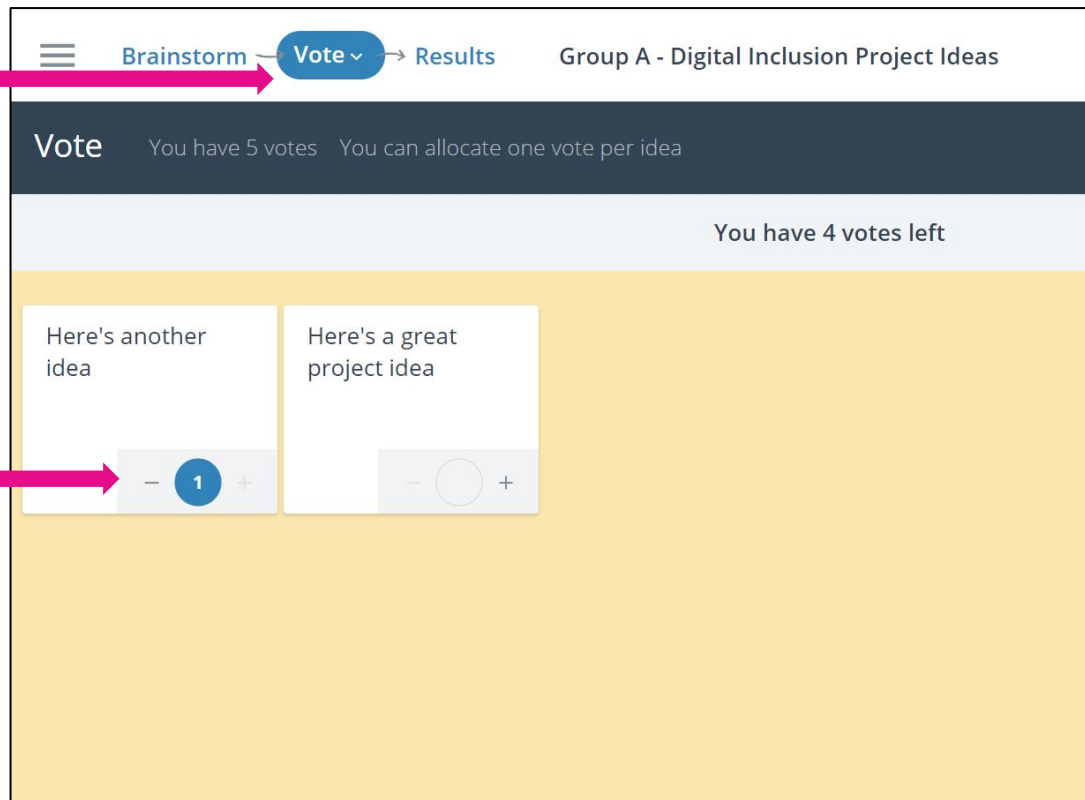 Brainstorm Vote Results Group A - Digital Inclusion Project Ideas
Vote You have 5 votes You can allocate one vote per idea
You have 4 votes left
Here's another
idea
- 1 +
Here's a great
project idea
- +